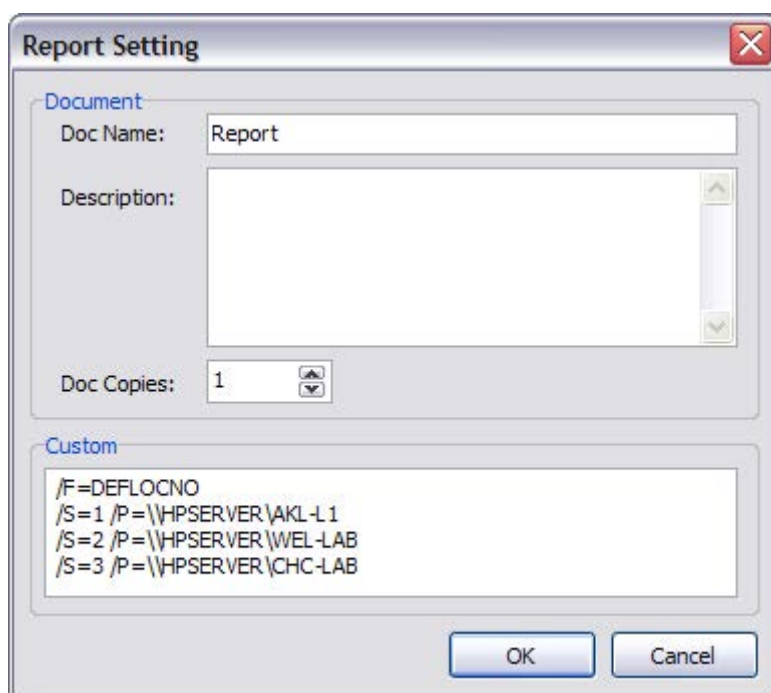 Report Setting
Document
Doc Name: Report
Description:
Doc Copies: 1
Custom
/F=DEFLOCNO
/S=1 /P=\\HPSERVER\AKL-L1
/S=2 /P=\\HPSERVER\WEL-LAB
/S=3 /P=\\HPSERVER\CHC-LAB
OK Cancel